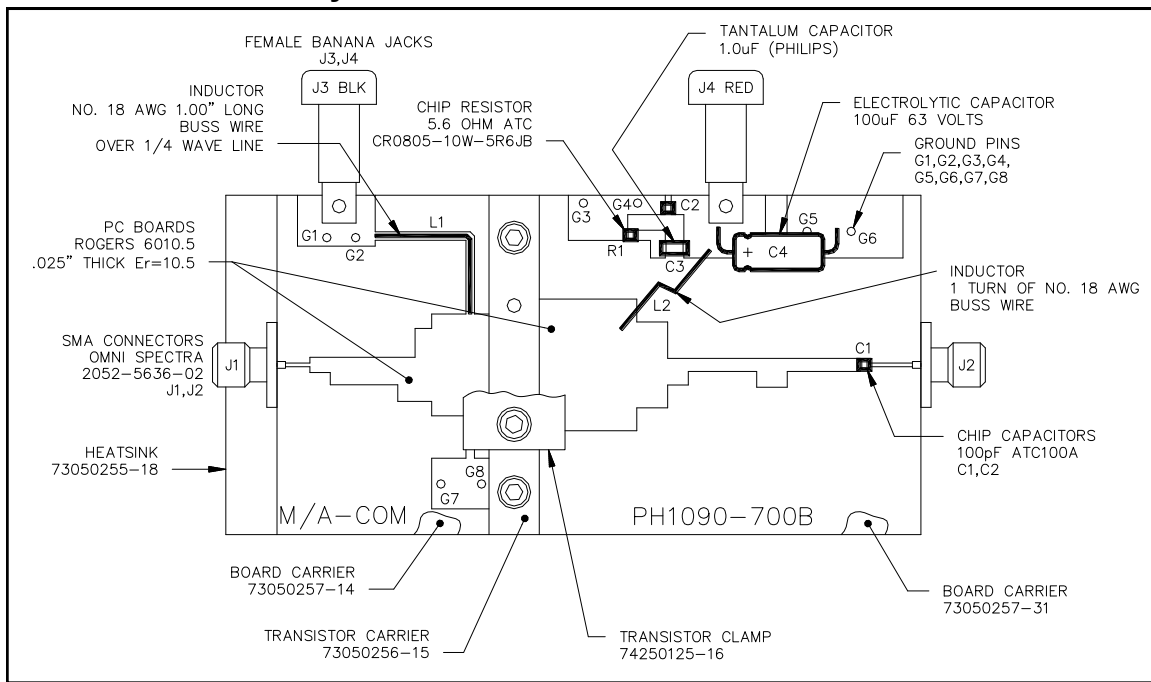 FEMALE BANANA JACKS
J3,J4
J3 BLK
INDUCTOR
NO. 18 AWG 1.00" LONG
BUSS WIRE
OVER 1/4 WAVE LINE
CHIP RESISTOR
5.6 OHM ATC
CR0805-10W-5R6JB
TANTALUM CAPACITOR
1.0uF (PHILIPS)
J4 RED
ELECTROLYTIC CAPACITOR
100uF 63 VOLTS
GROUND PINS
G1,G2,G3,G4,
G5,G6,G7,G8
PC BOARDS
ROGERS 6010.5
.025" THICK Er=10.5
G1
G2
L1
G3
G4
C2
R1
C3
+
C4
G5
G6
L2
INDUCTOR
1 TURN OF NO. 18 AWG
BUSS WIRE
SMA CONNECTORS
OMNI SPECTRA
2052-5636-02
J1,J2
J1
C1
J2
HEATSINK
73050255-18
CHIP CAPACITORS
100pF ATC100A
C1,C2
G7
G8
M/A-COM
PH1090-700B
BOARD CARRIER
73050257-14
BOARD CARRIER
73050257-31
TRANSISTOR CARRIER
73050256-15
TRANSISTOR CLAMP
74250125-16